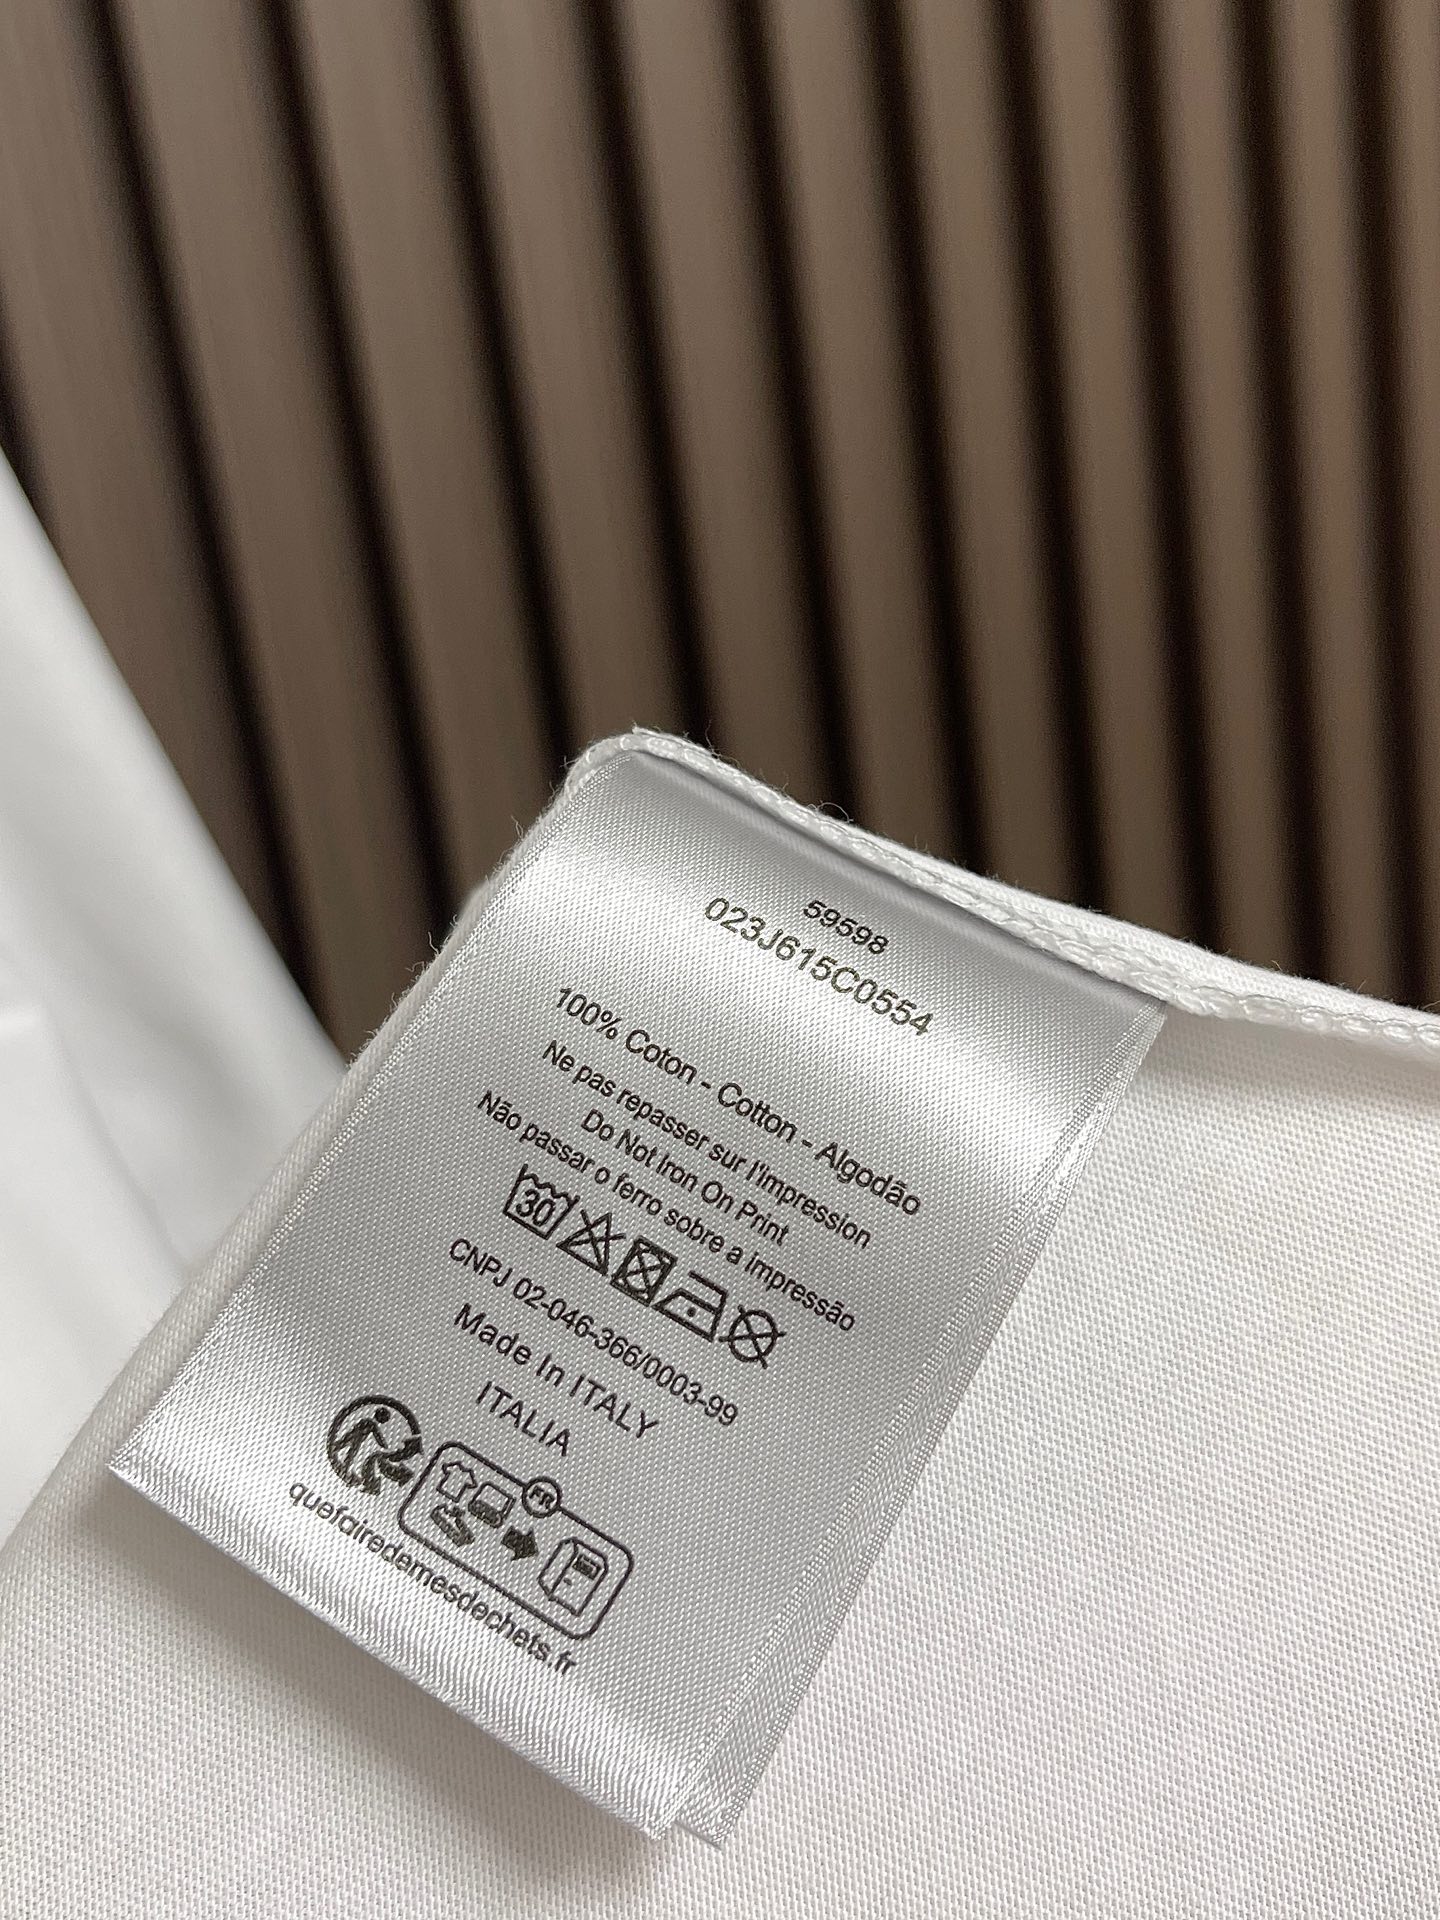 59598
023J615C0554
100% Coton - Cotton - Algodão
Ne pas repasser sur l'Impression
Do Not Iron On Print
Não passar o ferro sobre a impressão
30
CNPJ 02-046-366/0003-99
Made In ITALY
ITALIA
FR
quefairedemesdechets.fr